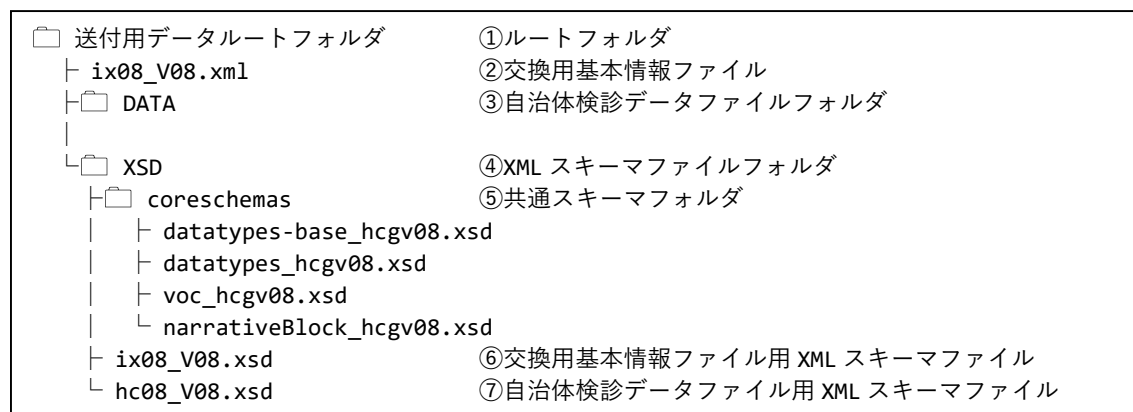 送付用データルートフォルダ ①ルートフォルダ
├ ix08_V08.xml ②交換用基本情報ファイル
├ DATA ③自治体検診データファイルフォルダ
│
└ XSD ④XML スキーマファイルフォルダ
├ coreschemas ⑤共通スキーマフォルダ
│ ├ datatypes-base_hcgv08.xsd
│ ├ datatypes_hcgv08.xsd
│ ├ voc_hcgv08.xsd
│ └ narrativeBlock_hcgv08.xsd
├ ix08_V08.xsd ⑥交換用基本情報ファイル用 XML スキーマファイル
└ hc08_V08.xsd ⑦自治体検診データファイル用 XML スキーマファイル